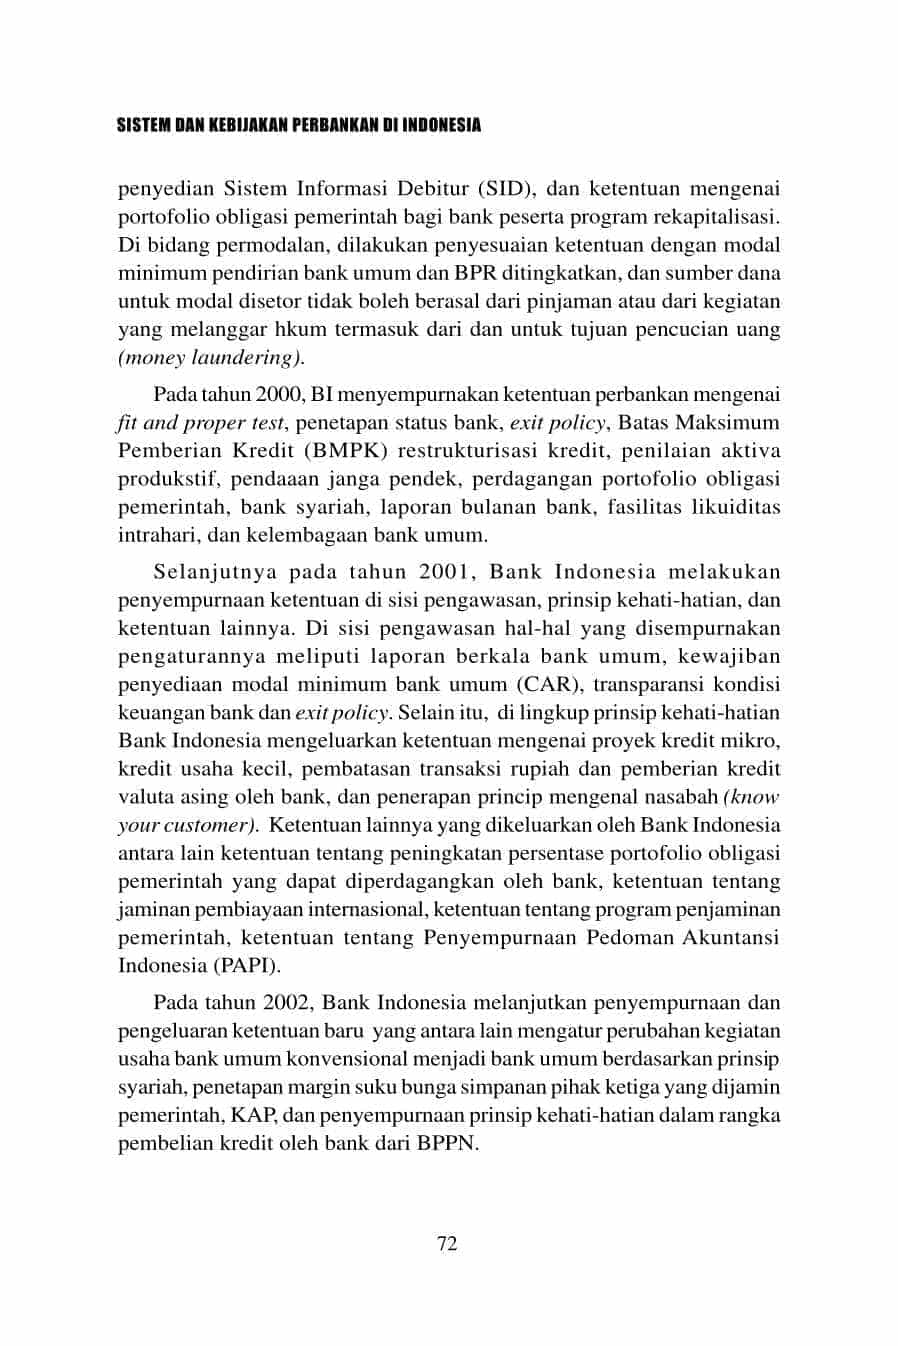 SISTEM DAN KEBIJAKAN PERBANKAN DI INDONESIA
penyedian Sistem Informasi Debitur (SID), dan ketentuan mengenai
portofolio obligasi pemerintah bagi bank peserta program rekapitalisasi.
Di bidang permodalan, dilakukan penyesuaian ketentuan dengan modal
minimum pendirian bank umum dan BPR ditingkatkan, dan sumber dana
untuk modal disetor tidak boleh berasal dari pinjaman atau dari kegiatan
yang melanggar hkum termasuk dari dan untuk tujuan pencucian uang
(money laundering).
Pada tahun 2000, BI menyempurnakan ketentuan perbankan mengenai
fit and proper test, penetapan status bank, exit policy, Batas Maksimum
Pemberian Kredit (BMPK) restrukturisasi kredit, penilaian aktiva
produkstif, pendaaan janga pendek, perdagangan portofolio obligasi
pemerintah, bank syariah, laporan bulanan bank, fasilitas likuiditas
intrahari, dan kelembagaan bank umum.
Selanjutnya pada tahun 2001, Bank Indonesia melakukan
penyempurnaan ketentuan di sisi pengawasan, prinsip kehati-hatian, dan
ketentuan lainnya. Di sisi pengawasan hal-hal yang disempurnakan
pengaturannya meliputi laporan berkala bank umum, kewajiban
penyediaan modal minimum bank umum (CAR), transparansi kondisi
keuangan bank dan exit policy. Selain itu, di lingkup prinsip kehati-hatian
Bank Indonesia mengeluarkan ketentuan mengenai proyek kredit mikro,
kredit usaha kecil, pembatasan transaksi rupiah dan pemberian kredit
valuta asing oleh bank, dan penerapan princip mengenal nasabah (know
your customer). Ketentuan lainnya yang dikeluarkan oleh Bank Indonesia
antara lain ketentuan tentang peningkatan persentase portofolio obligasi
pemerintah yang dapat diperdagangkan oleh bank, ketentuan tentang
jaminan pembiayaan internasional, ketentuan tentang program penjaminan
pemerintah, ketentuan tentang Penyempurnaan Pedoman Akuntansi
Indonesia (PAPI).
Pada tahun 2002, Bank Indonesia melanjutkan penyempurnaan dan
pengeluaran ketentuan baru yang antara lain mengatur perubahan kegiatan
usaha bank umum konvensional menjadi bank umum berdasarkan prinsip
syariah, penetapan margin suku bunga simpanan pihak ketiga yang dijamin
pemerintah, KAP, dan penyempurnaan prinsip kehati-hatian dalam rangka
pembelian kredit oleh bank dari BPPN.
72